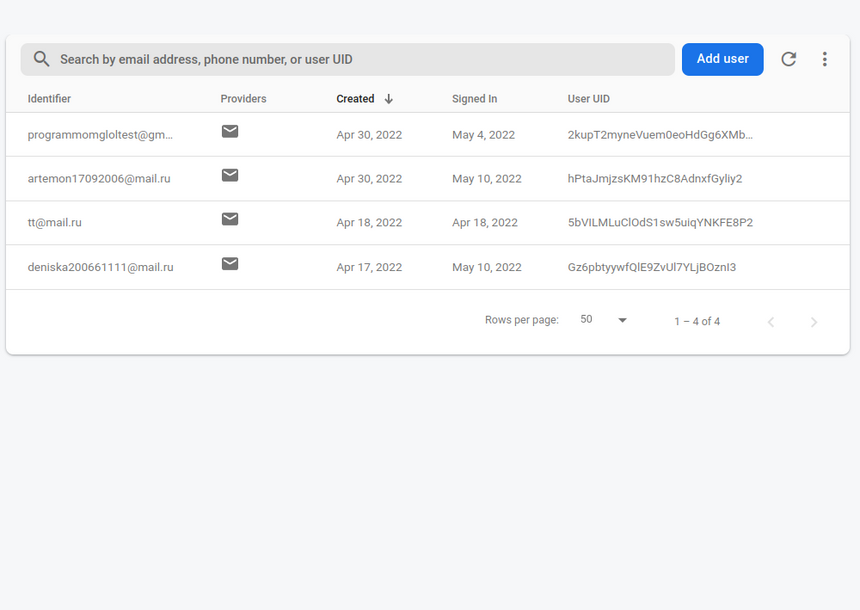 Search by email address, phone number, or user UID Add user
Identifier Providers Created Signed In User UID
programmomgloltest@gm... Apr 30, 2022 May 4, 2022 2kupT2myneVuem0eoHdGg6XMb...
artemon17092006@mail.ru Apr 30, 2022 May 10, 2022 hPtaJmjzsKM91hzC8AdnxfGyliy2
tt@mail.ru Apr 18, 2022 Apr 18, 2022 5bVILMLuClOdS1sw5uiqYNKFE8P2
deniska200661111@mail.ru Apr 17, 2022 May 10, 2022 Gz6pbtyywfQlE9ZvUl7YLjBOznI3
Rows per page: 50 1 – 4 of 4